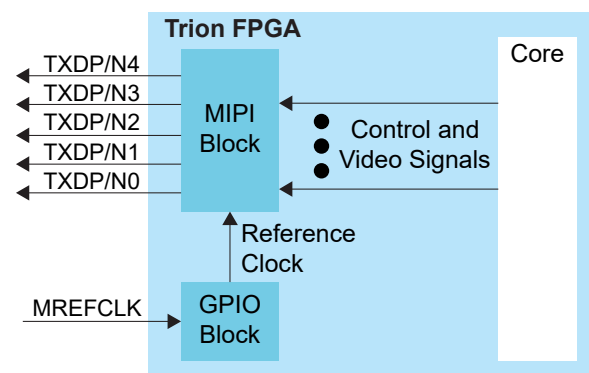 Trion FPGA
Core
TXDP/N4
TXDP/N3
TXDP/N2
TXDP/N1
TXDP/N0
MIPI
Block
Control and
Video Signals
Reference
Clock
MREFCLK
GPIO
Block